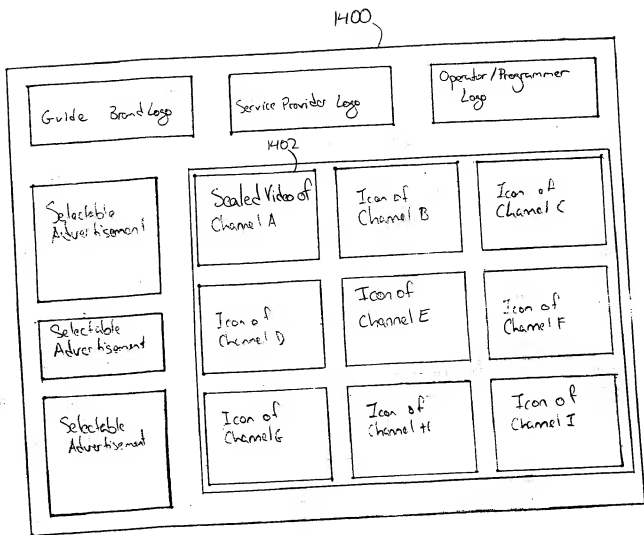 1400
Guide Brand Logo
Service Provider Logo
Operator/Programmer
Logo
1402
Selectable
Advertisement
Scaled Video of
Channel A
Icon of
Channel B
Icon of
Channel C
Selectable
Advertisement
Icon of
Channel D
Icon of
Channel E
Icon of
Channel F
Selectable
Advertisement
Icon of
Channel G
Icon of
Channel H
Icon of
Channel I